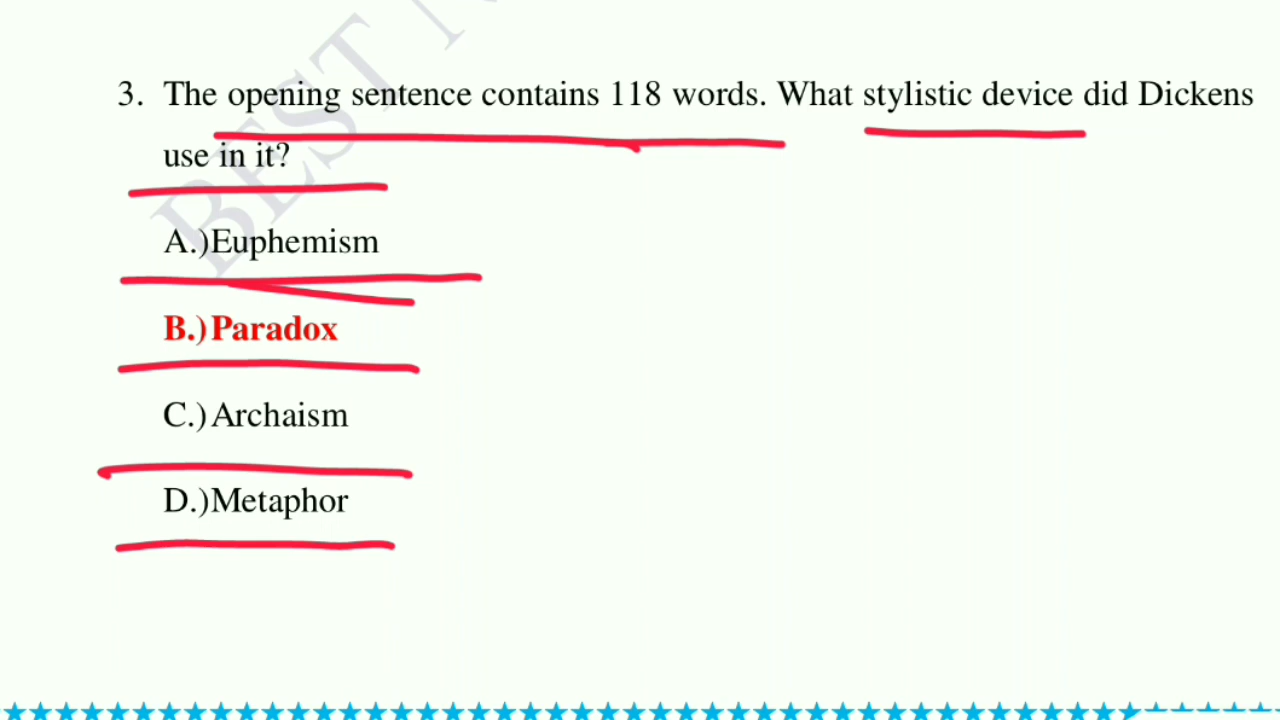 3. The opening sentence contains 118 words. What stylistic device did Dickens
use in it?
A.)Euphemism
B.)Paradox
C.)Archaism
D.)Metaphor
BEST N